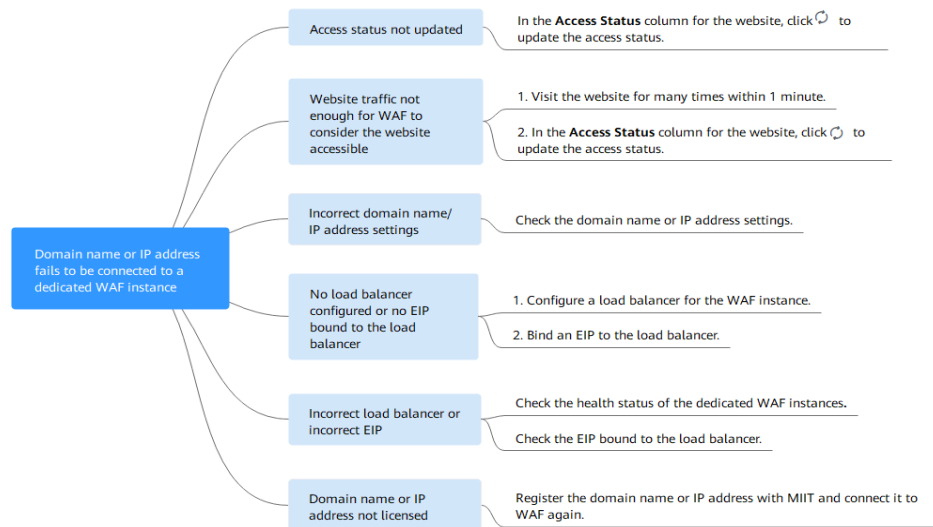 Access status not updated
In the Access Status column for the website, click to
update the access status.
Website traffic not
enough for WAF to
consider the website
accessible
1. Visit the website for many times within 1 minute.
2. In the Access Status column for the website, click to
update the access status.
Incorrect domain name/
IP address settings
Check the domain name or IP address settings.
Domain name or IP address
fails to be connected to a
dedicated WAF instance
No load balancer
configured or no EIP
bound to the load
balancer
1. Configure a load balancer for the WAF instance.
2. Bind an EIP to the load balancer.
Incorrect load balancer or
incorrect EIP
Check the health status of the dedicated WAF instances.
Check the EIP bound to the load balancer.
Domain name or IP
address not licensed
Register the domain name or IP address with MIIT and connect it to
WAF again.